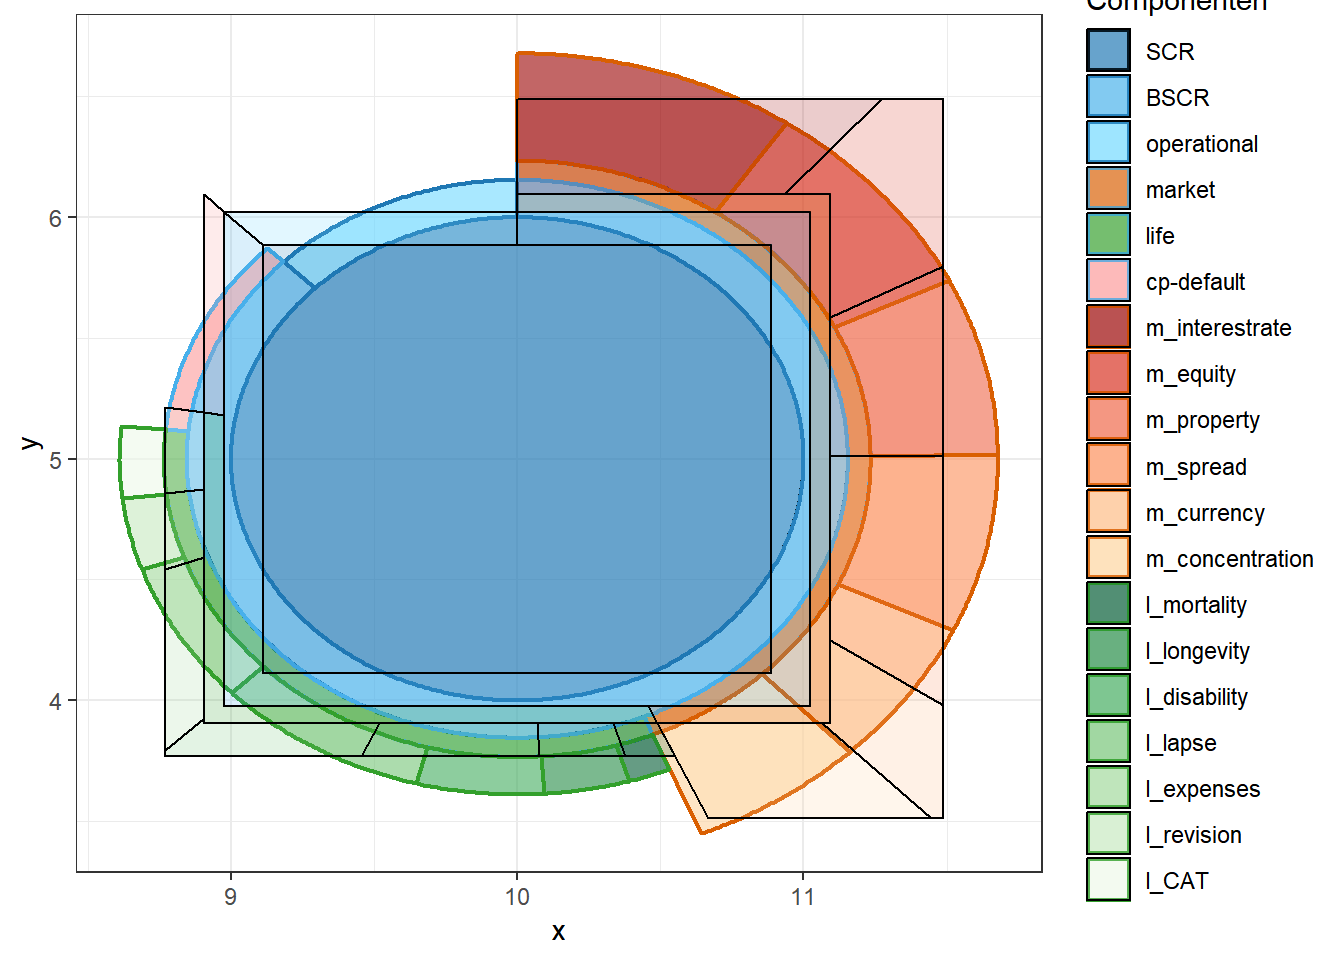 Componenten
SCR
BSCR
operational
market
life
cp-default
m_interestrate
m_equity
m_property
m_spread
m_currency
m_concentration
l_mortality
l_longevity
l_disability
l_lapse
l_expenses
l_revision
l_CAT
y
6
5
4
9 10 11
x